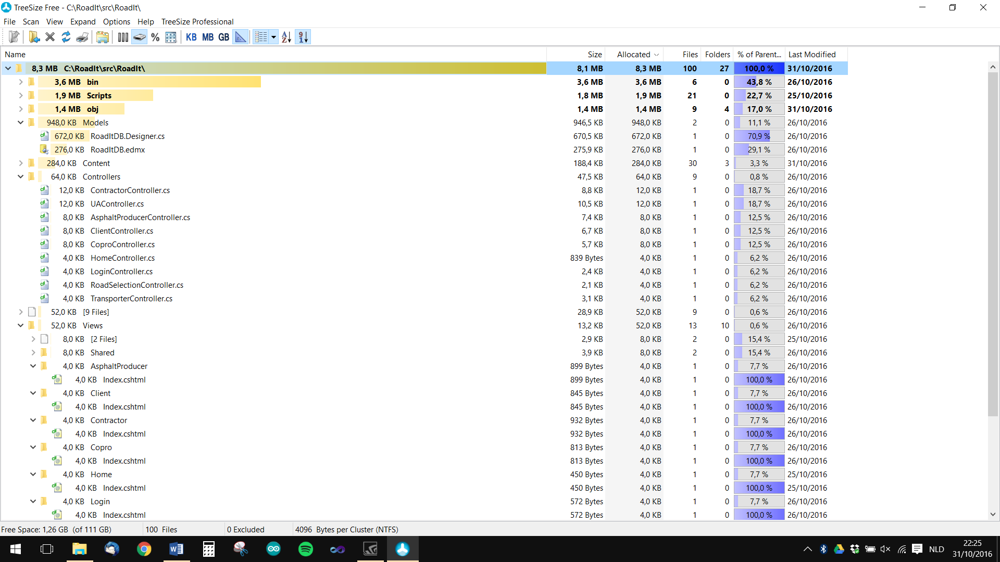 TreeSize Free - C:\RoadIt\src\RoadIt\
File Scan View Expand Options Help TreeSize Professional
% KB MB GB
Name Size Allocated Files Folders % of Parent... Last Modified
8,3 MB C:\RoadIt\src\RoadIt\ 8,1 MB 8,3 MB 100 27 100,0 % 31/10/2016
3,6 MB bin 3,6 MB 3,6 MB 6 0 43,8 % 26/10/2016
1,9 MB Scripts 1,8 MB 1,9 MB 21 0 22,7 % 25/10/2016
1,4 MB obj 1,4 MB 1,4 MB 9 4 17,0 % 31/10/2016
948,0 KB Models 946,5 KB 948,0 KB 2 0 11,1 % 26/10/2016
672,0 KB RoadItDB.Designer.cs 670,5 KB 672,0 KB 1 0 70,9 % 26/10/2016
276,0 KB RoadItDB.edmx 275,9 KB 276,0 KB 1 0 29,1 % 26/10/2016
284,0 KB Content 188,4 KB 284,0 KB 30 3 3,3 % 31/10/2016
64,0 KB Controllers 47,5 KB 64,0 KB 9 0 0,8 % 26/10/2016
12,0 KB ContractorController.cs 8,8 KB 12,0 KB 1 0 18,7 % 26/10/2016
12,0 KB UAController.cs 10,5 KB 12,0 KB 1 0 18,7 % 26/10/2016
8,0 KB AsphaltProducerController.cs 7,4 KB 8,0 KB 1 0 12,5 % 26/10/2016
8,0 KB ClientController.cs 6,7 KB 8,0 KB 1 0 12,5 % 26/10/2016
8,0 KB CoproController.cs 5,7 KB 8,0 KB 1 0 12,5 % 26/10/2016
4,0 KB HomeController.cs 839 Bytes 4,0 KB 1 0 6,2 % 26/10/2016
4,0 KB LoginController.cs 2,4 KB 4,0 KB 1 0 6,2 % 26/10/2016
4,0 KB RoadSelectionController.cs 2,1 KB 4,0 KB 1 0 6,2 % 26/10/2016
4,0 KB TransporterController.cs 3,1 KB 4,0 KB 1 0 6,2 % 26/10/2016
52,0 KB [9 Files] 28,9 KB 52,0 KB 9 0 0,6 % 26/10/2016
52,0 KB Views 13,2 KB 52,0 KB 13 10 0,6 % 26/10/2016
8,0 KB [2 Files] 2,9 KB 8,0 KB 2 0 15,4 % 25/10/2016
8,0 KB Shared 3,9 KB 8,0 KB 2 0 15,4 % 26/10/2016
4,0 KB AsphaltProducer 899 Bytes 4,0 KB 1 0 7,7 % 26/10/2016
4,0 KB Index.cshtml 899 Bytes 4,0 KB 1 0 100,0 % 26/10/2016
4,0 KB Client 845 Bytes 4,0 KB 1 0 7,7 % 26/10/2016
4,0 KB Index.cshtml 845 Bytes 4,0 KB 1 0 100,0 % 26/10/2016
4,0 KB Contractor 932 Bytes 4,0 KB 1 0 7,7 % 26/10/2016
4,0 KB Index.cshtml 932 Bytes 4,0 KB 1 0 100,0 % 26/10/2016
4,0 KB Copro 813 Bytes 4,0 KB 1 0 7,7 % 26/10/2016
4,0 KB Index.cshtml 813 Bytes 4,0 KB 1 0 100,0 % 26/10/2016
4,0 KB Home 450 Bytes 4,0 KB 1 0 7,7 % 25/10/2016
4,0 KB Index.cshtml 450 Bytes 4,0 KB 1 0 100,0 % 25/10/2016
4,0 KB Login 572 Bytes 4,0 KB 1 0 7,7 % 26/10/2016
4,0 KB Index.cshtml 572 Bytes 4,0 KB 1 0 100,0 % 26/10/2016
Free Space: 1,26 GB (of 111 GB) 100 Files 0 Excluded 4096 Bytes per Cluster (NTFS)
NLD 22:25
31/10/2016